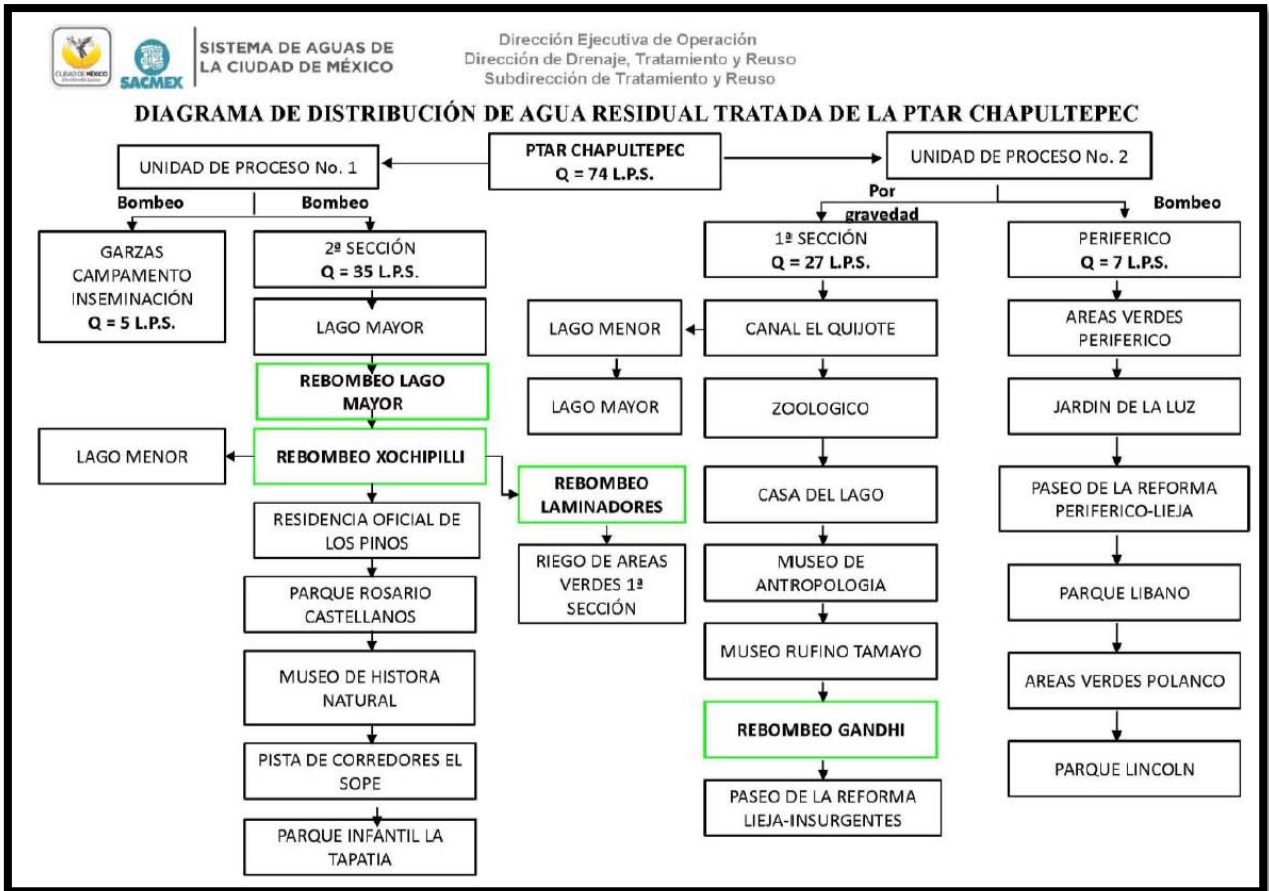 CIUDAD DE MÉXICO
SACMEX
SISTEMA DE AGUAS DE
LA CIUDAD DE MÉXICO
Dirección Ejecutiva de Operación
Dirección de Drenaje, Tratamiento y Reuso
Subdirección de Tratamiento y Reuso
DIAGRAMA DE DISTRIBUCIÓN DE AGUA RESIDUAL TRATADA DE LA PTAR CHAPULTEPEC
PTAR CHAPULTEPEC
Q = 74 L.P.S.
UNIDAD DE PROCESO No. 1
Bombeo
Bombeo
GARZAS
CAMPAMENTO
INSEMINACIÓN
Q = 5 L.P.S.
2ª SECCIÓN
Q = 35 L.P.S.
LAGO MAYOR
REBOMBEO LAGO
MAYOR
REBOMBEO XOCHIPILLI
LAGO MENOR
REBOMBEO
LAMINADORES
RIEGO DE AREAS
VERDES 1ª
SECCIÓN
RESIDENCIA OFICIAL DE
LOS PINOS
PARQUE ROSARIO
CASTELLANOS
MUSEO DE HISTORA
NATURAL
PISTA DE CORREDORES EL
SOPE
PARQUE INFANTIL LA
TAPATIA
UNIDAD DE PROCESO No. 2
Por
gravedad
Bombeo
1ª SECCIÓN
Q = 27 L.P.S.
CANAL EL QUIJOTE
LAGO MENOR
LAGO MAYOR
ZOOLOGICO
CASA DEL LAGO
MUSEO DE
ANTROPOLOGIA
MUSEO RUFINO TAMAYO
REBOMBEO GANDHI
PASEO DE LA REFORMA
LIEJA-INSURGENTES
PERIFERICO
Q = 7 L.P.S.
AREAS VERDES
PERIFERICO
JARDIN DE LA LUZ
PASEO DE LA REFORMA
PERIFERICO-LIEJA
PARQUE LIBANO
AREAS VERDES POLANCO
PARQUE LINCOLN